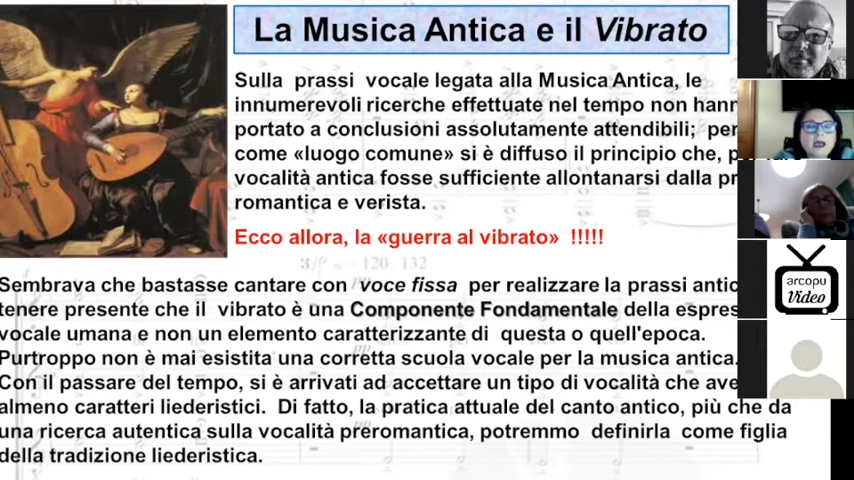 La Musica Antica e il Vibrato
Sulla prassi vocale legata alla Musica Antica, le
innumerevoli ricerche effettuate nel tempo non hann
portato a conclusioni assolutamente attendibili; per
come «luogo comune» si è diffuso il principio che,
vocalità antica fosse sufficiente allontanarsi dalla pr
romantica e verista.
Ecco allora, la «guerra al vibrato» !!!!!
Sembrava che bastasse cantare con voce fissa per realizzare la prassi antic
tenere presente che il vibrato è una Componente Fondamentale della espres
vocale umana e non un elemento caratterizzante di questa o quell'epoca.
Purtroppo non è mai esistita una corretta scuola vocale per la musica antica.
Con il passare del tempo, si è arrivati ad accettare un tipo di vocalità che ave
almeno caratteri liederistici. Di fatto, la pratica attuale del canto antico, più che da
una ricerca autentica sulla vocalità preromantica, potremmo definirla come figlia
della tradizione liederistica.
arcopu
Video